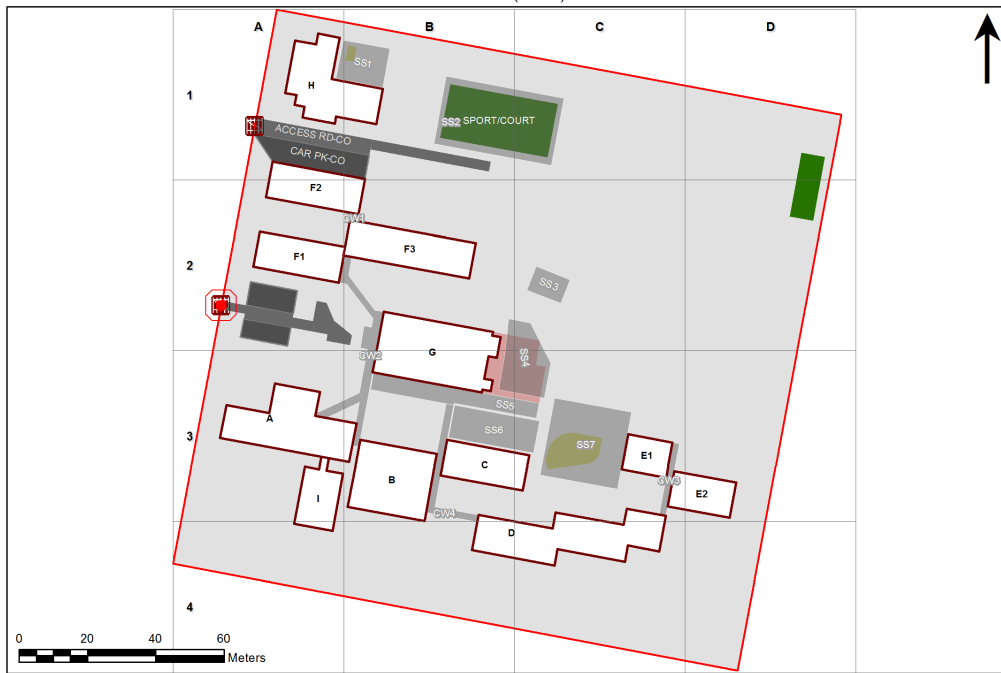 A B C D
1
H
SS1
SS2 SPORT/COURT
ACCESS RD-CO
CAR PK-CO
F2
CW1
2
F1
F3
SS3
CW2
G
SS4
SS5
3
A
SS6
SS7
B
C
E1
CW3
E2
I
CW4
D
4
0 20 40 60
Meters